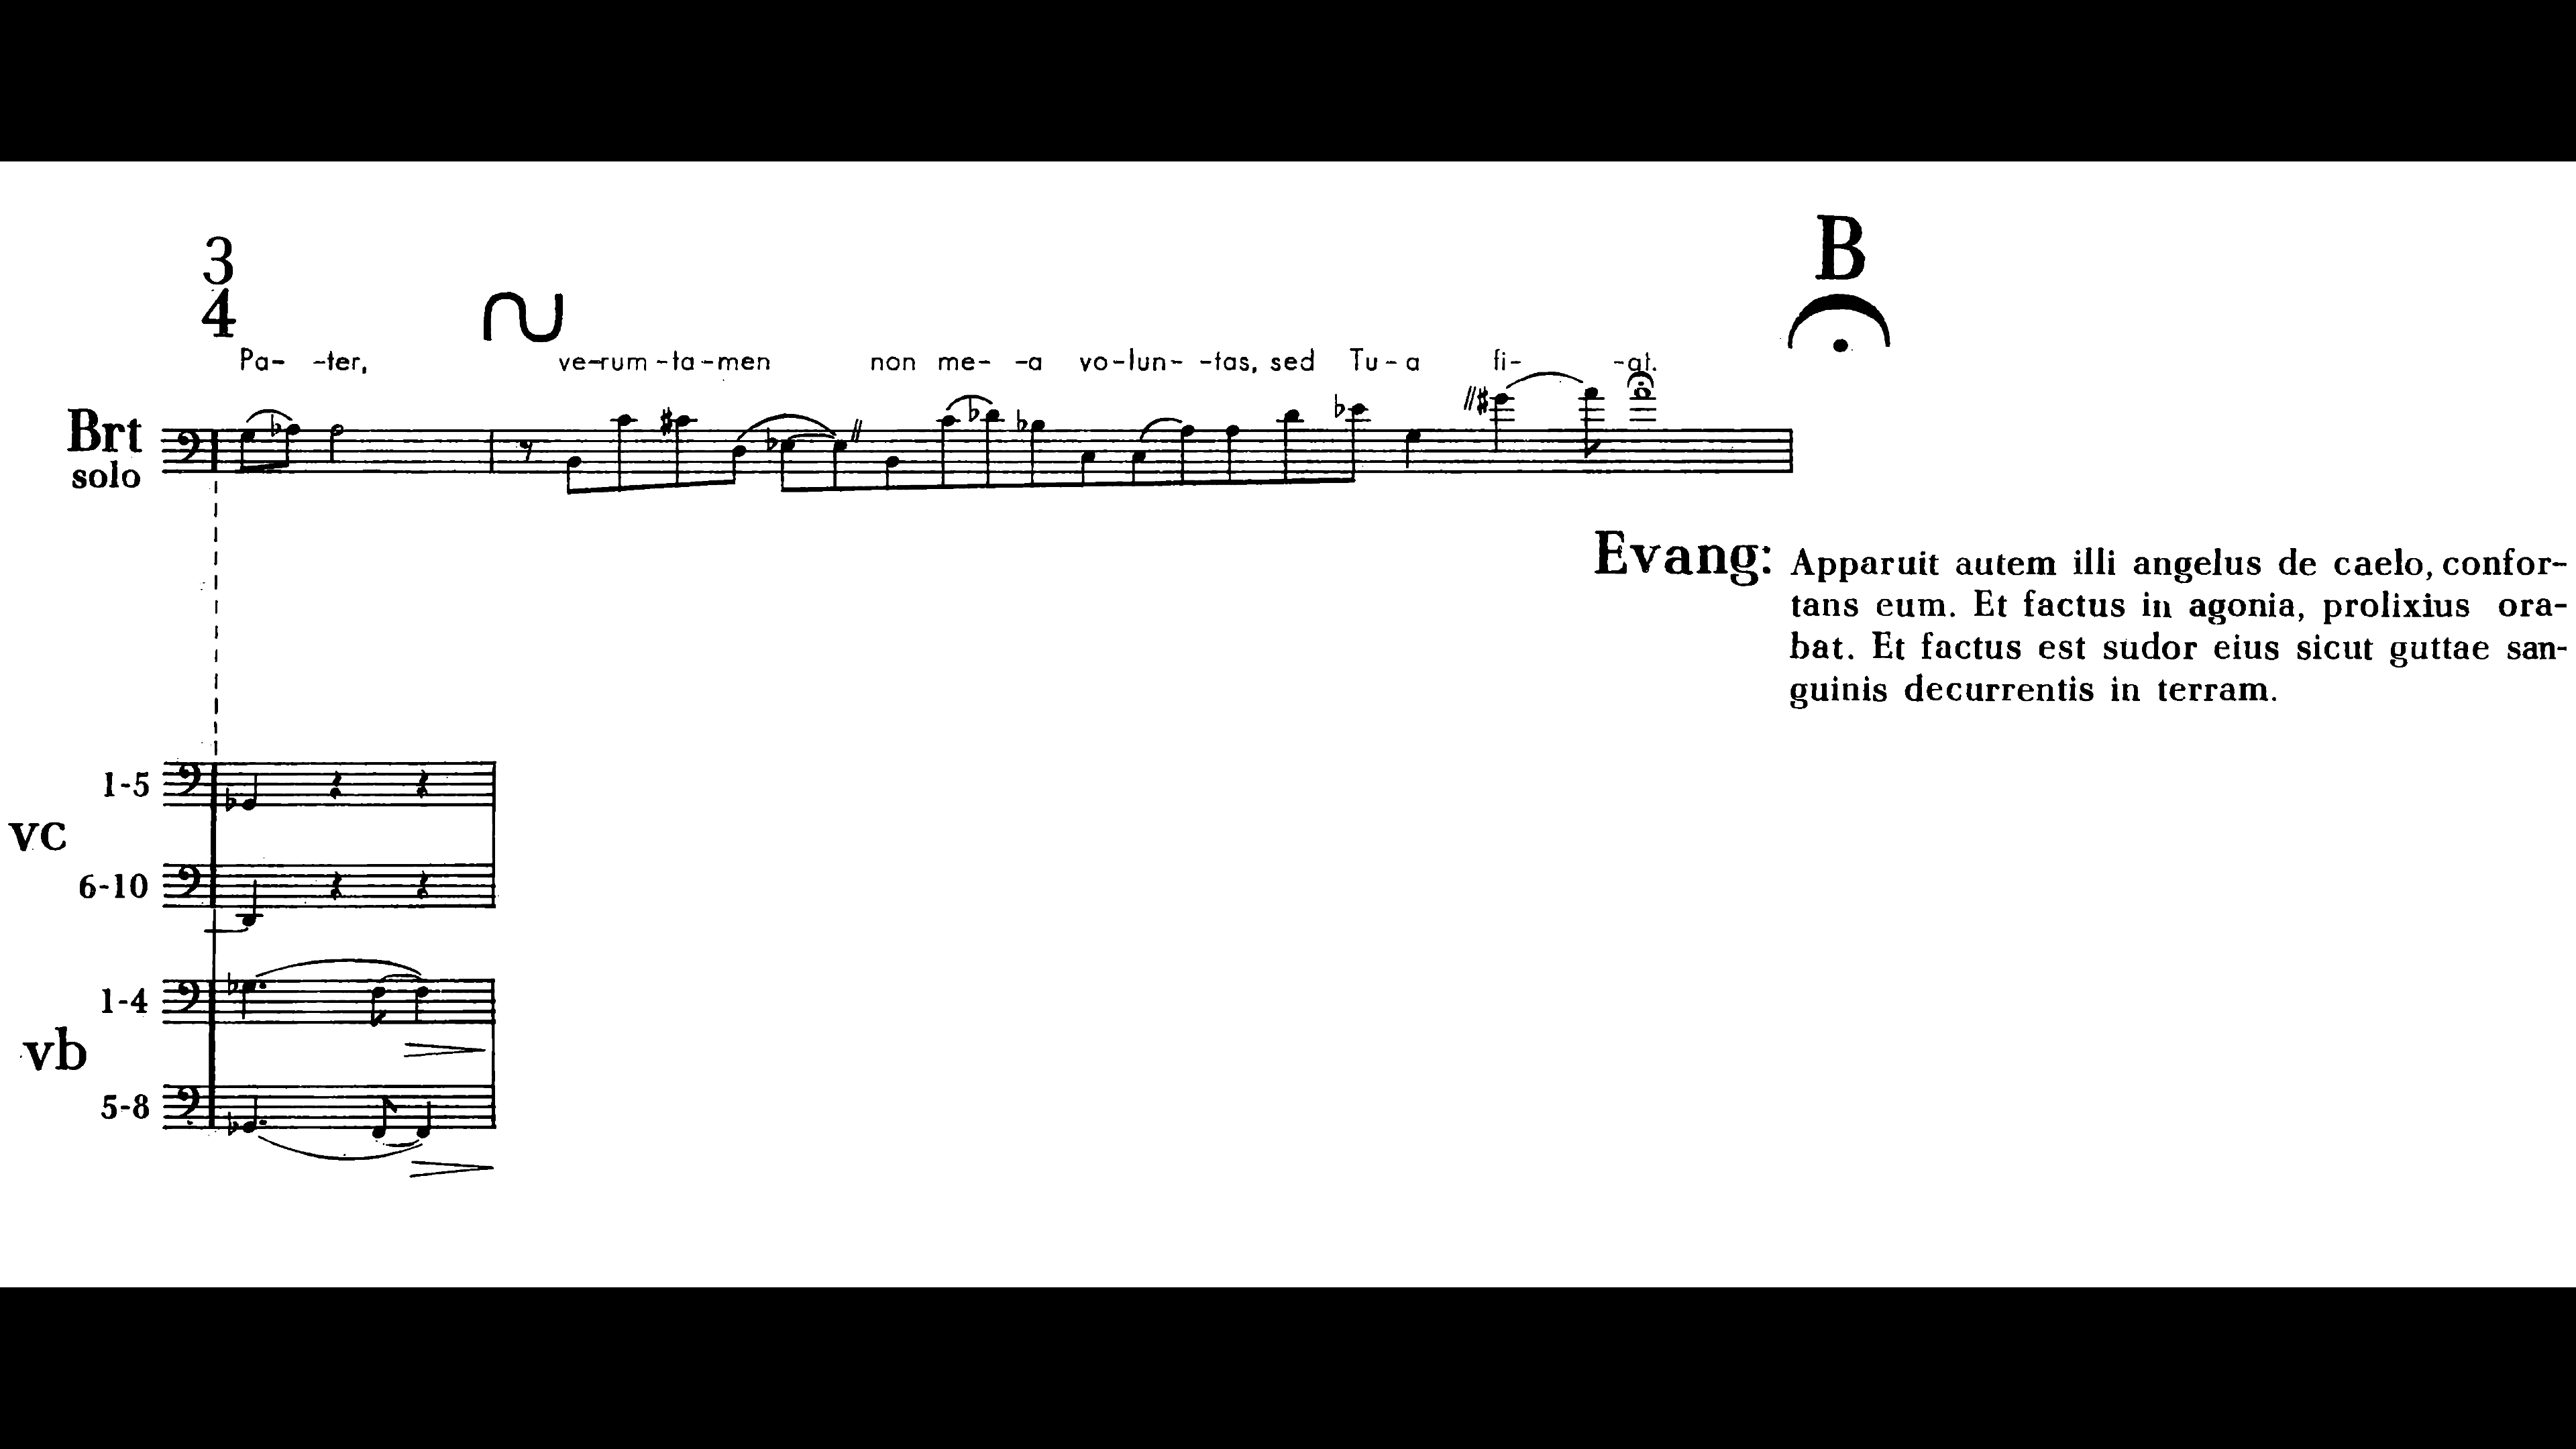 3
4
B
Pa- -ter, ve-rum-ta-men non me- -a vo-lun- -tas, sed Tu-a fi- -at.
Brt
solo
Evang: Apparuit autem illi angelus de caelo, confor-
tans eum. Et factus in agonia, prolixius ora-
bat. Et factus est sudor eius sicut guttae san-
guinis decurrentis in terram.
1-5
vc
6-10
1-4
vb
5-8